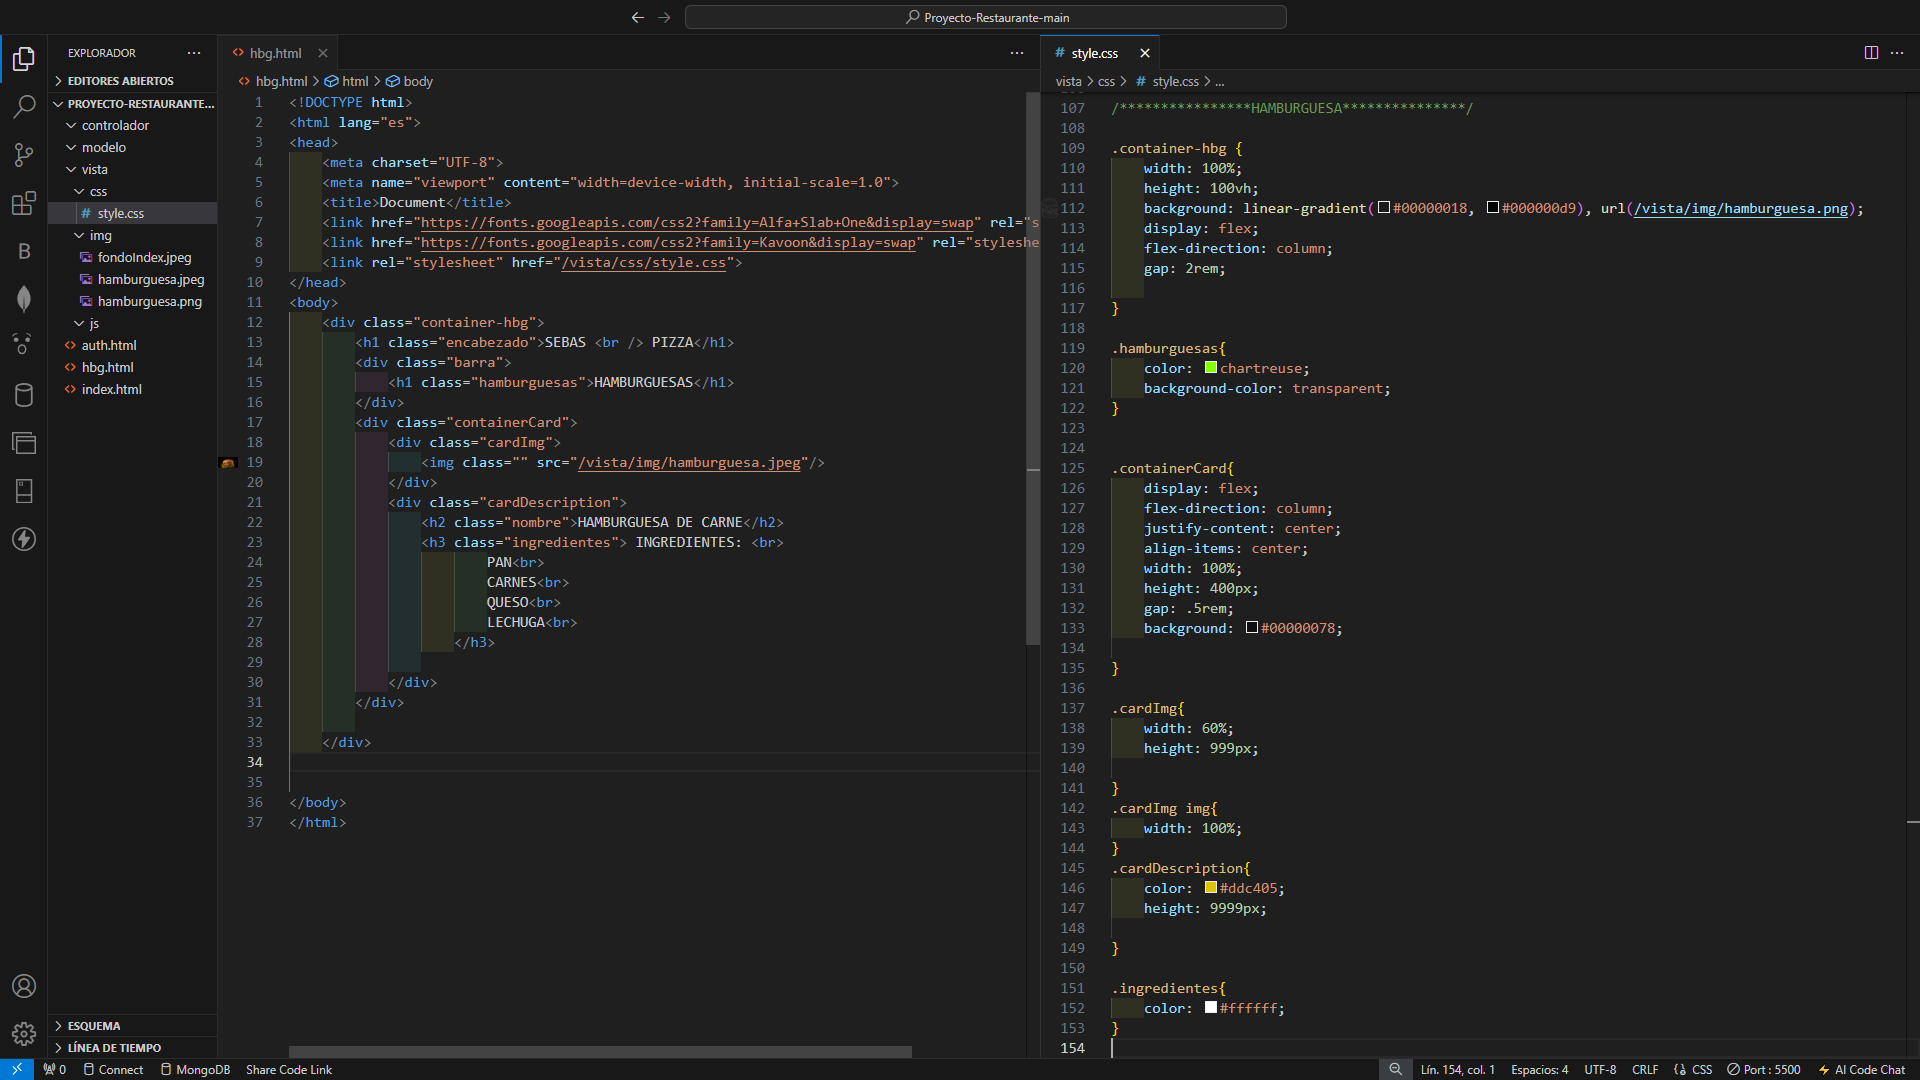 Proyecto-Restaurante-main
EXPLORADOR
EDITORES ABIERTOS
PROYECTO-RESTAURANTE...
controlador
modelo
vista
css
# style.css
img
fondoIndex.jpeg
hamburguesa.jpeg
hamburguesa.png
js
auth.html
hbg.html
index.html
ESQUEMA
LÍNEA DE TIEMPO
hbg.html
hbg.html > html > body
1 <!DOCTYPE html>
2 <html lang="es">
3 <head>
4 <meta charset="UTF-8">
5 <meta name="viewport" content="width=device-width, initial-scale=1.0">
6 <title>Document</title>
7 <link href="https://fonts.googleapis.com/css2?family=Alfa+Slab+One&display=swap" rel="s
8 <link href="https://fonts.googleapis.com/css2?family=Kavoon&display=swap" rel="styleshe
9 <link rel="stylesheet" href="/vista/css/style.css">
10 </head>
11 <body>
12 <div class="container-hbg">
13 <h1 class="encabezado">SEBAS <br /> PIZZA</h1>
14 <div class="barra">
15 <h1 class="hamburguesas">HAMBURGUESAS</h1>
16 </div>
17 <div class="containerCard">
18 <div class="cardImg">
19 <img class="" src="/vista/img/hamburguesa.jpeg"/>
20 </div>
21 <div class="cardDescription">
22 <h2 class="nombre">HAMBURGUESA DE CARNE</h2>
23 <h3 class="ingredientes"> INGREDIENTES: <br>
24 PAN<br>
25 CARNES<br>
26 QUESO<br>
27 LECHUGA<br>
28 </h3>
29
30 </div>
31 </div>
32
33 </div>
34
35
36 </body>
37 </html>
# style.css
vista > css > # style.css > ...
107 /****************HAMBURGUESA***************/
108
109 .container-hbg {
110 width: 100%;
111 height: 100vh;
112 background: linear-gradient(#00000018, #000000d9), url(/vista/img/hamburguesa.png);
113 display: flex;
114 flex-direction: column;
115 gap: 2rem;
116
117 }
118
119 .hamburguesas{
120 color: chartreuse;
121 background-color: transparent;
122 }
123
124
125 .containerCard{
126 display: flex;
127 flex-direction: column;
128 justify-content: center;
129 align-items: center;
130 width: 100%;
131 height: 400px;
132 gap: .5rem;
133 background: #00000078;
134
135 }
136
137 .cardImg{
138 width: 60%;
139 height: 999px;
140
141 }
142 .cardImg img{
143 width: 100%;
144 }
145 .cardDescription{
146 color: #ddc405;
147 height: 9999px;
148
149 }
150
151 .ingredientes{
152 color: #ffffff;
153 }
154
0 Connect MongoDB Share Code Link
Lín. 154, col. 1 Espacios: 4 UTF-8 CRLF CSS Port : 5500 AI Code Chat